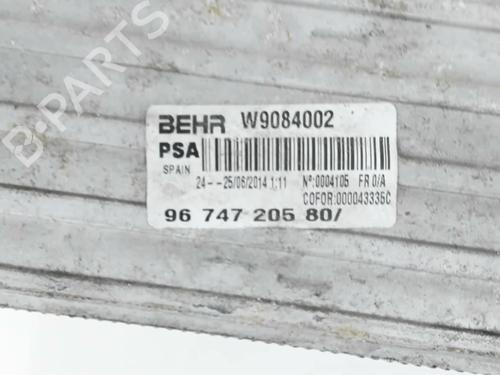 B-PARTS
BEHR W9084002
PSA
SPAIN
24--25/06/2014 1:11 Nº:0004105 FR 0/A
COFOR:000043335C
96 747 205 80/